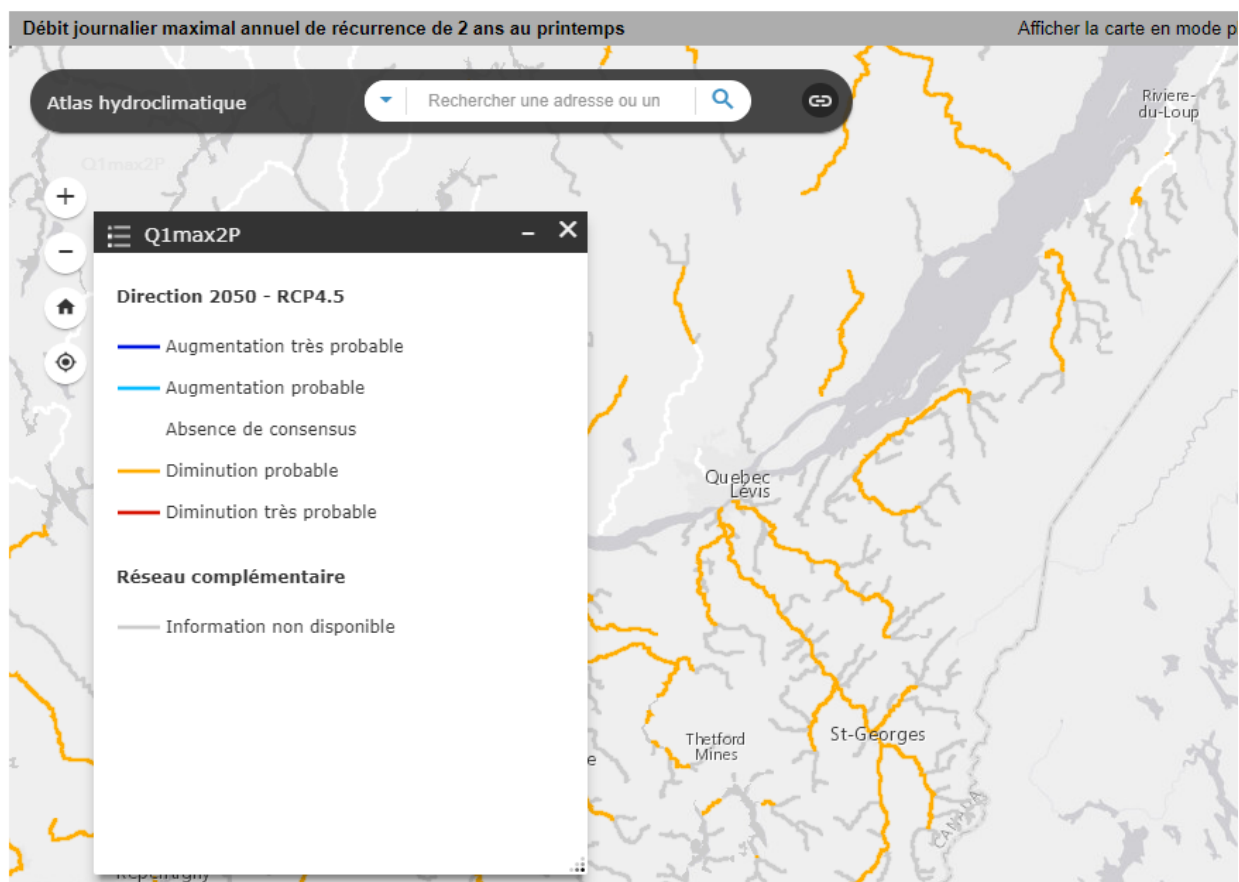 Débit journalier maximal annuel de récurrence de 2 ans au printemps
Afficher la carte en mode p
Atlas hydroclimatique
Rechercher une adresse ou un
Riviere-
du-Loup
Q1max2P
+
−
Q1max2P
Direction 2050 - RCP4.5
Augmentation très probable
Augmentation probable
Absence de consensus
Diminution probable
Diminution très probable
Réseau complémentaire
Information non disponible
Quebec
Lévis
Thetford
Mines
St-Georges
e
CANADA
Repentigny